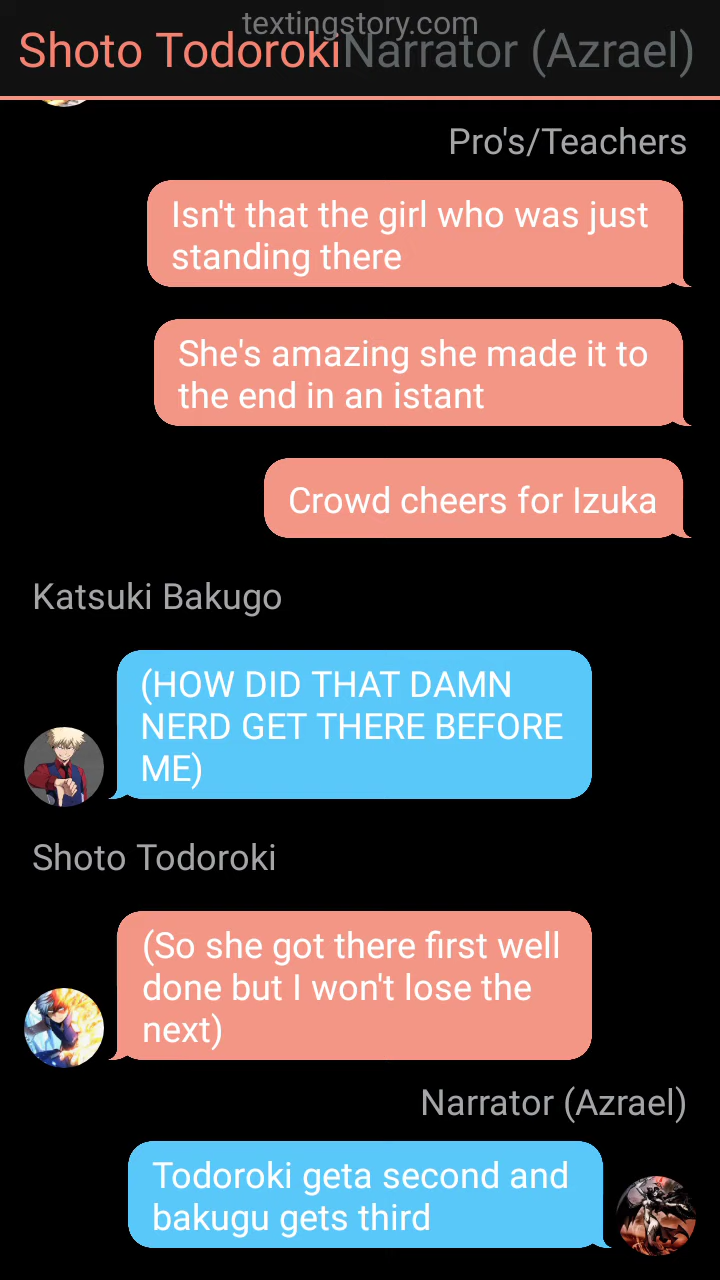 textingstory.com
Shoto Todoroki Narrator (Azrael)
Pro's/Teachers
Isn't that the girl who was just
standing there
She's amazing she made it to
the end in an istant
Crowd cheers for Izuka
Katsuki Bakugo
(HOW DID THAT DAMN
NERD GET THERE BEFORE
ME)
Shoto Todoroki
(So she got there first well
done but I won't lose the
next)
Narrator (Azrael)
Todoroki geta second and
bakugu gets third